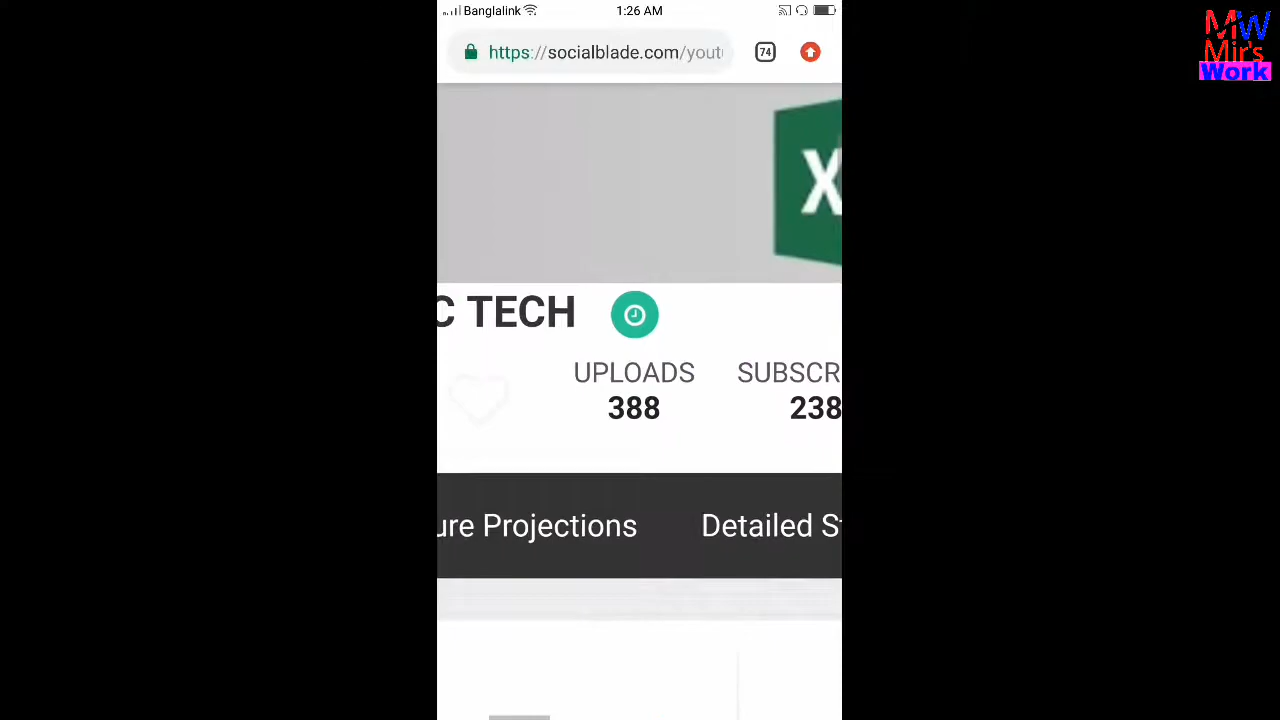 Banglalink
1:26 AM
https://socialblade.com/yout
74
X
C TECH
UPLOADS
SUBSCR
388
238
ure Projections
Detailed S
MW
Mir's
Work